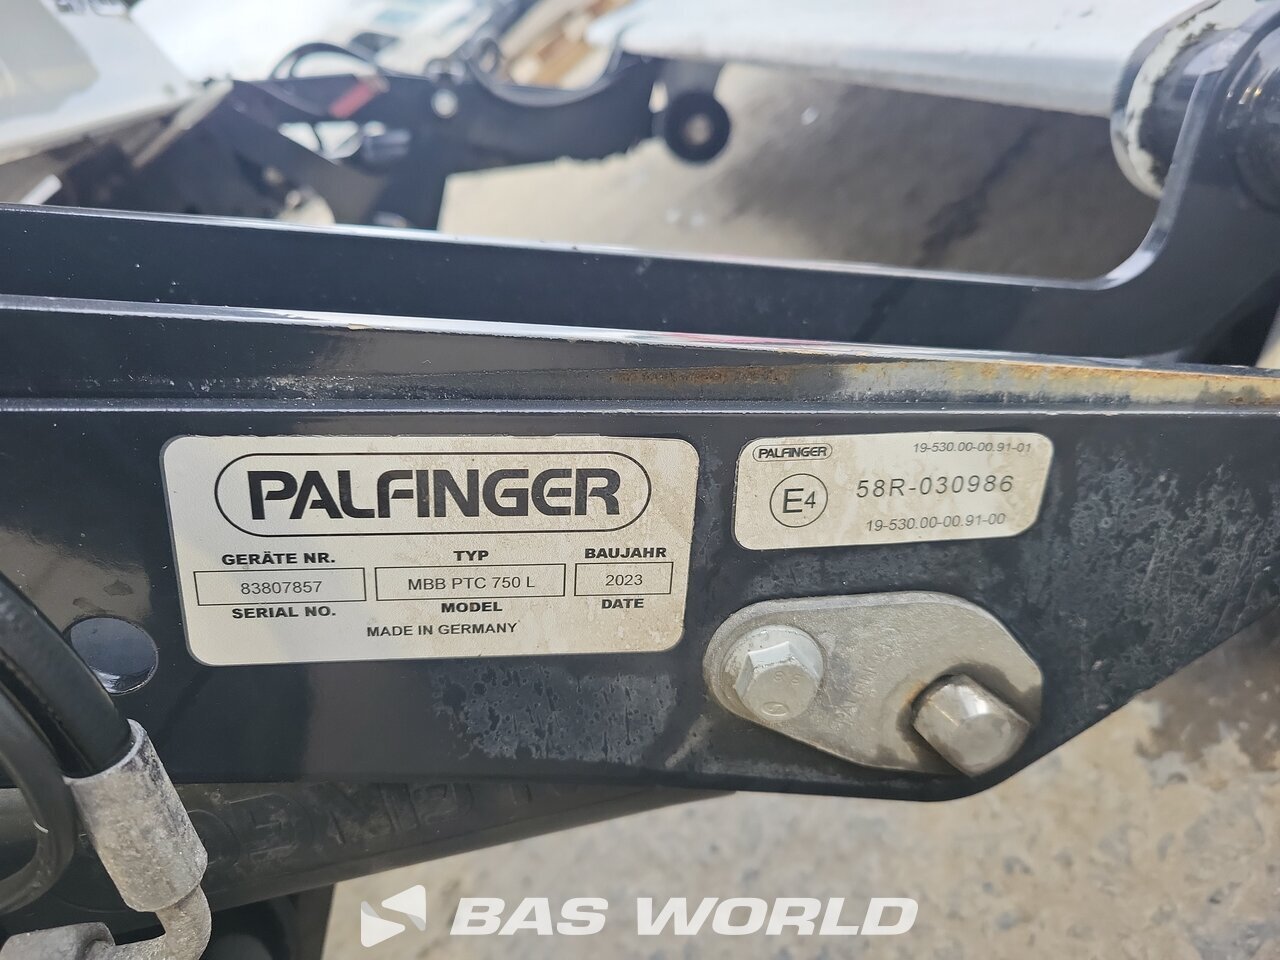 PALFINGER
GERÄTE NR. TYP BAUJAHR
83807857 MBB PTC 750 L 2023
SERIAL NO. MODEL DATE
MADE IN GERMANY
PALFINGER 19-530.00-00.91-01
E4 58R-030986
19-530.00-00.91-00
BAS WORLD